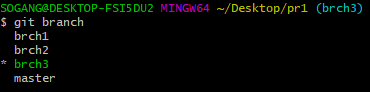 SOGANG@DESKTOP-FSI5DU2 MINGW64 ~/Desktop/pr1 (brch3)
$ git branch
  brch1
  brch2
* brch3
  master